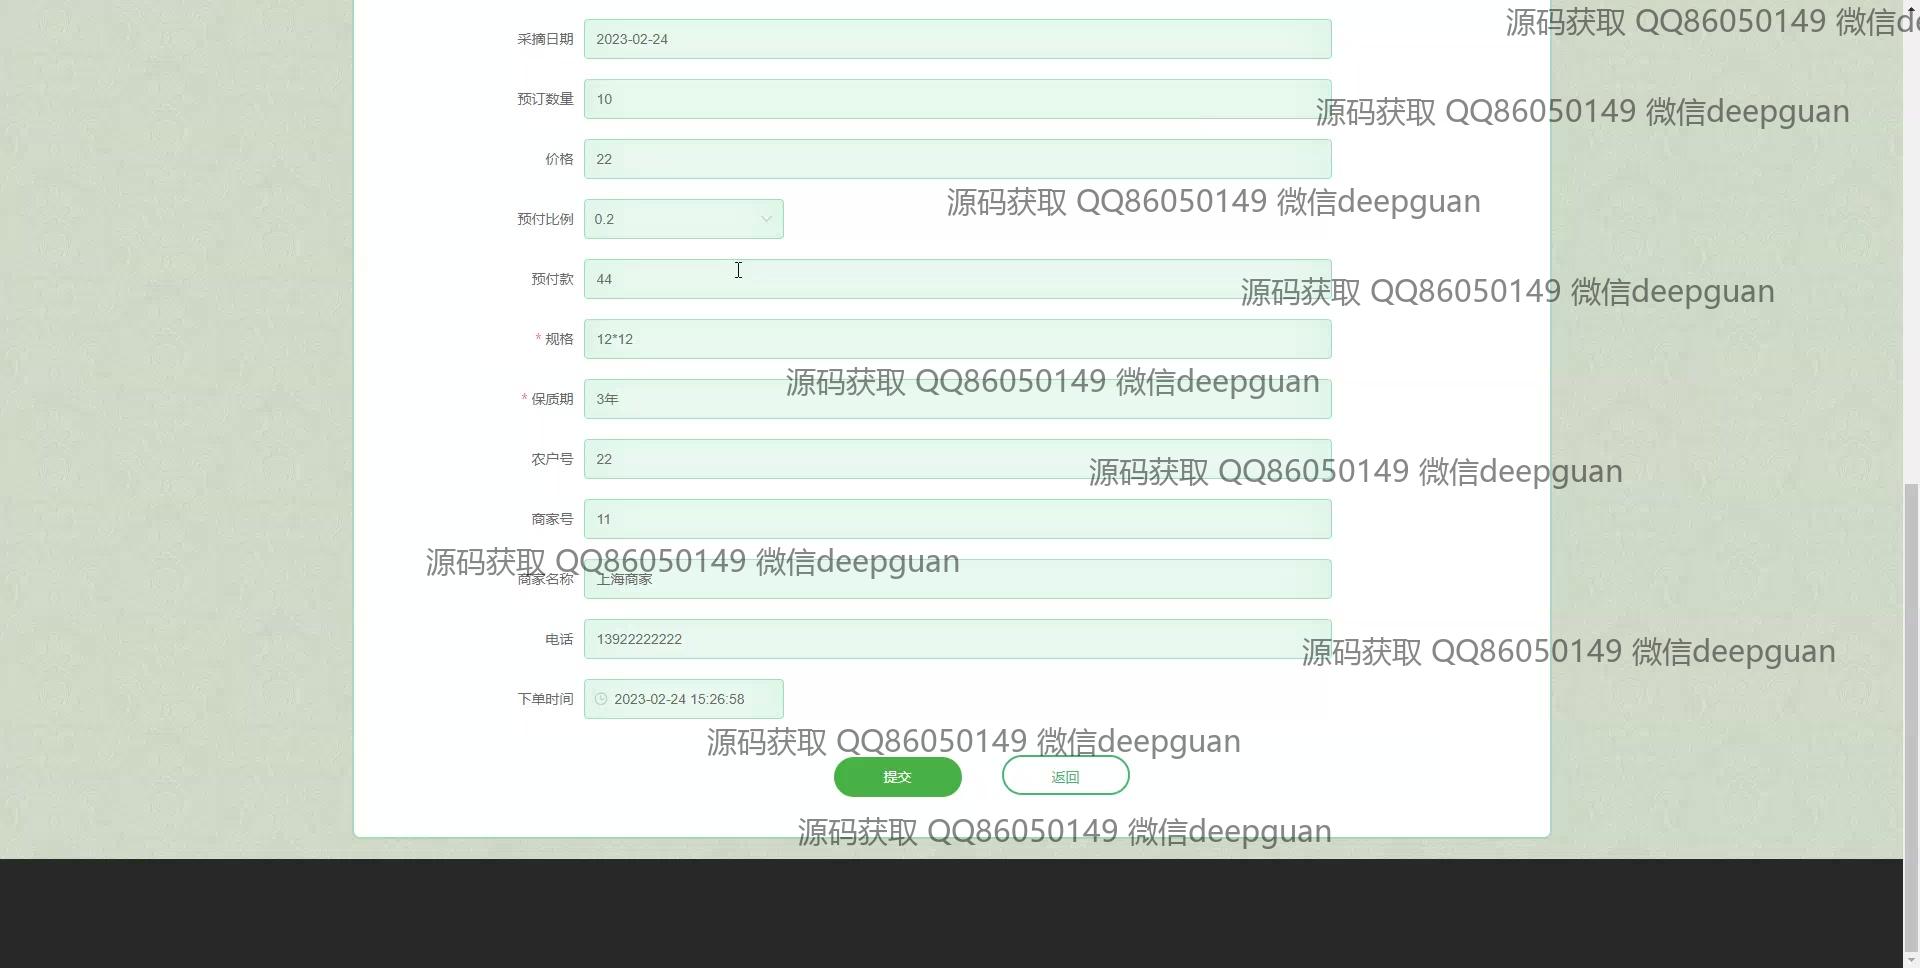 源码获取 QQ86050149 微信de
采摘日期 2023-02-24
预订数量 10
源码获取 QQ86050149 微信deepguan
价格 22
源码获取 QQ86050149 微信deepguan
预付比例 0.2
预付款 44
源码获取 QQ86050149 微信deepguan
* 规格 12*12
源码获取 QQ86050149 微信deepguan
* 保质期 3年
农户号 22
源码获取 QQ86050149 微信deepguan
商家号 11
源码获取 QQ86050149 微信deepguan
商家名称 上海商家
电话 13922222222
源码获取 QQ86050149 微信deepguan
下单时间 2023-02-24 15:26:58
源码获取 QQ86050149 微信deepguan
提交 返回
源码获取 QQ86050149 微信deepguan